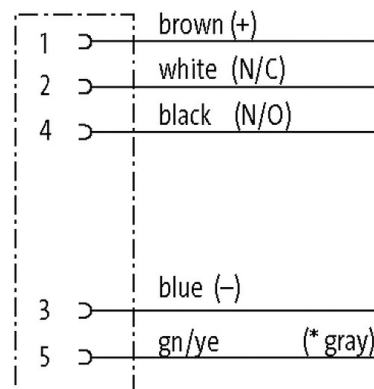 1 brown (+)
2 white (N/C)
4 black (N/O)
3 blue (–)
5 gn/ye (* gray)